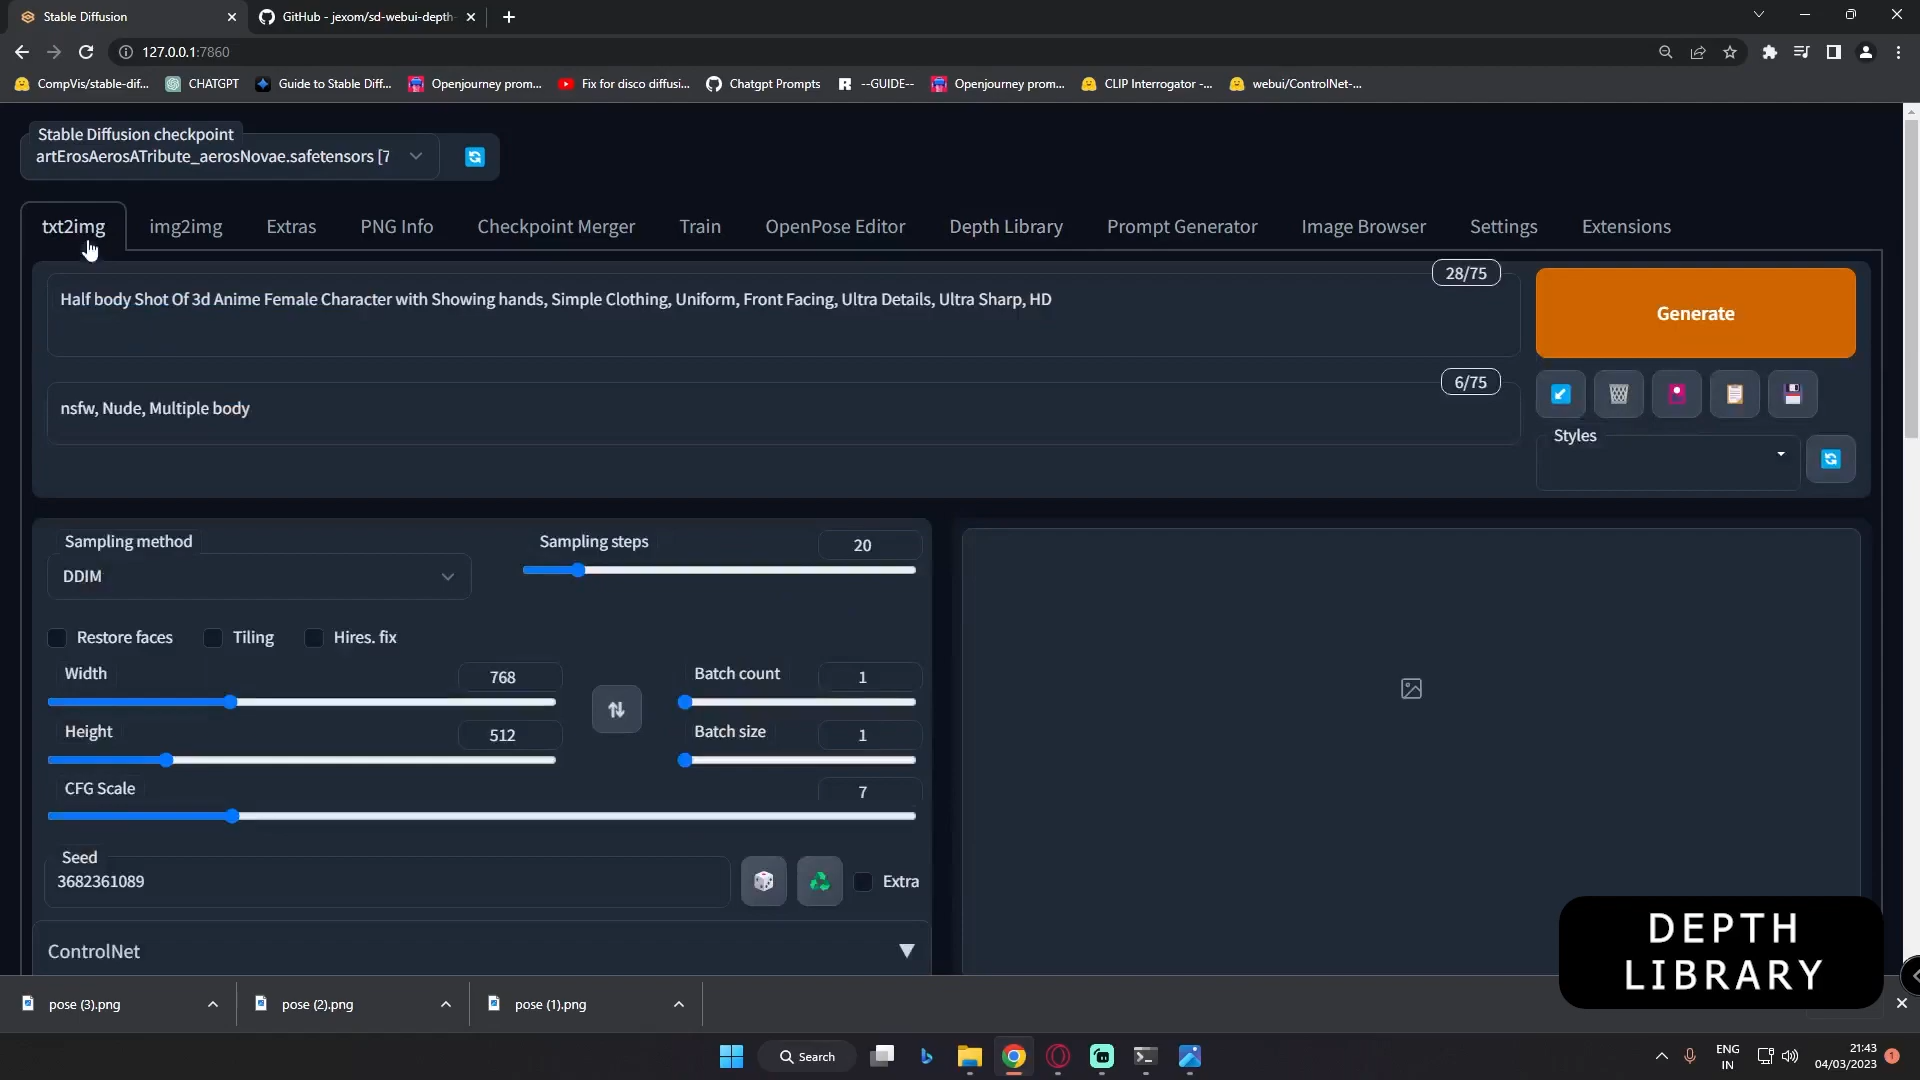 Stable Diffusion
GitHub - jexom/sd-webui-depth-
127.0.0.1:7860
CompVis/stable-dif...
CHATGPT
Guide to Stable Diff...
Openjourney prom...
Fix for disco diffusi...
Chatgpt Prompts
--GUIDE--
Openjourney prom...
CLIP Interrogator -...
webui/ControlNet-...
Stable Diffusion checkpoint
artErosAerosATribute_aerosNovae.safetensors [7
txt2img
img2img
Extras
PNG Info
Checkpoint Merger
Train
OpenPose Editor
Depth Library
Prompt Generator
Image Browser
Settings
Extensions
28/75
Half body Shot Of 3d Anime Female Character with Showing hands, Simple Clothing, Uniform, Front Facing, Ultra Details, Ultra Sharp, HD
Generate
6/75
nsfw, Nude, Multiple body
Styles
Sampling method
DDIM
Sampling steps
20
Restore faces
Tiling
Hires. fix
Width
768
Batch count
1
Height
512
Batch size
1
CFG Scale
7
Seed
3682361089
Extra
ControlNet
DEPTH
LIBRARY
pose (3).png
pose (2).png
pose (1).png
Search
ENG
IN
21:43
04/03/2023
1